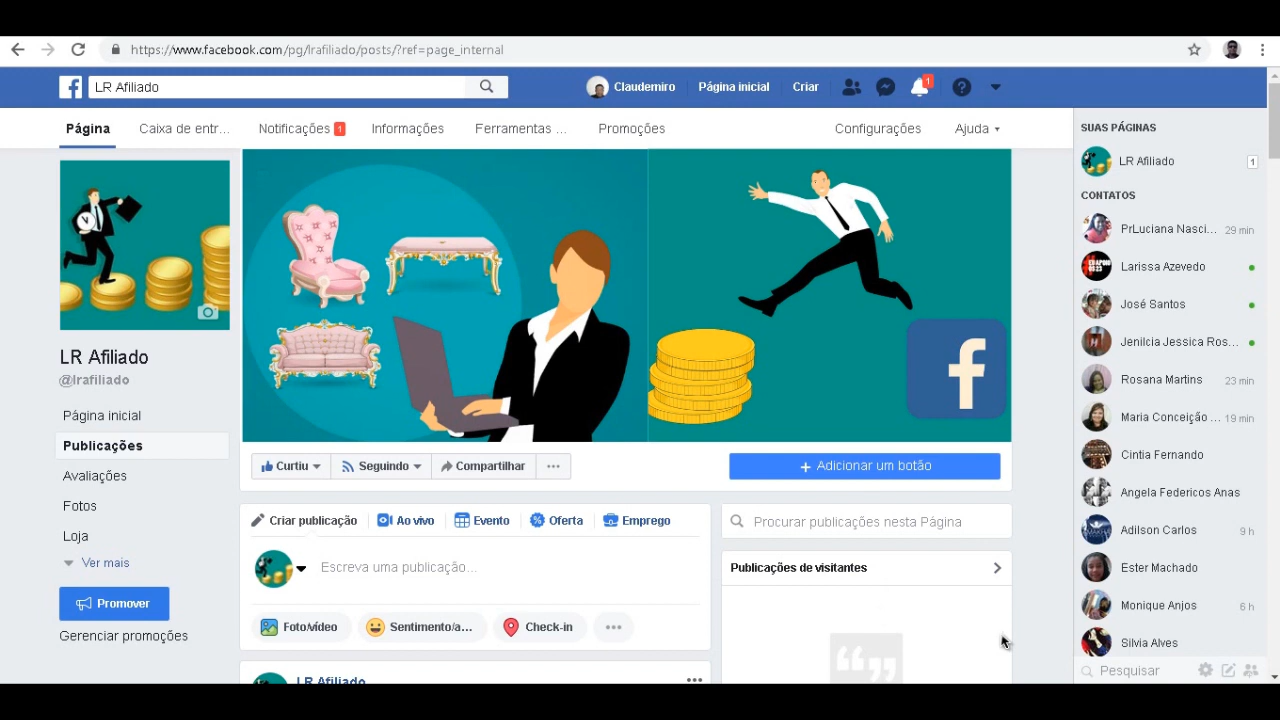 https://www.facebook.com/pg/lrafiliado/posts/?ref=page_internal
LR Afiliado
Claudemiro
Página inicial
Criar
1
Página
Caixa de entr...
Notificações 1
Informações
Ferramentas ...
Promoções
Configurações
Ajuda
LR Afiliado
@lrafiliado
Página inicial
Publicações
Avaliações
Fotos
Loja
Ver mais
Promover
Gerenciar promoções
Curtiu
Seguindo
Compartilhar
+ Adicionar um botão
Criar publicação
Ao vivo
Evento
Oferta
Emprego
Escreva uma publicação...
Foto/vídeo
Sentimento/a...
Check-in
LR Afiliado
Procurar publicações nesta Página
Publicações de visitantes
SUAS PÁGINAS
LR Afiliado 1
CONTATOS
PrLuciana Nasci... 29 min
Larissa Azevedo
José Santos
Jenilcia Jessica Ros...
Rosana Martins 23 min
Maria Conceição ... 19 min
Cintia Fernando
Angela Federicos Anas
Adilson Carlos 9 h
Ester Machado
Monique Anjos 6 h
Silvia Alves
Pesquisar